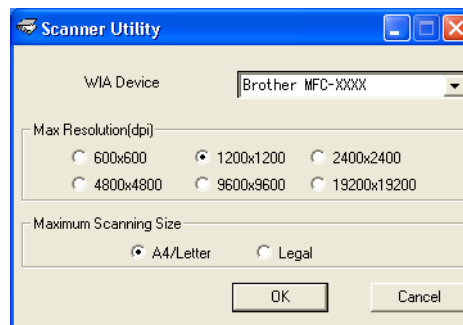 Scanner Utility
WIA Device
Brother MFC-XXXX
Max Resolution(dpi)
600x600 1200x1200 2400x2400
4800x4800 9600x9600 19200x19200
Maximum Scanning Size
A4/Letter Legal
OK Cancel